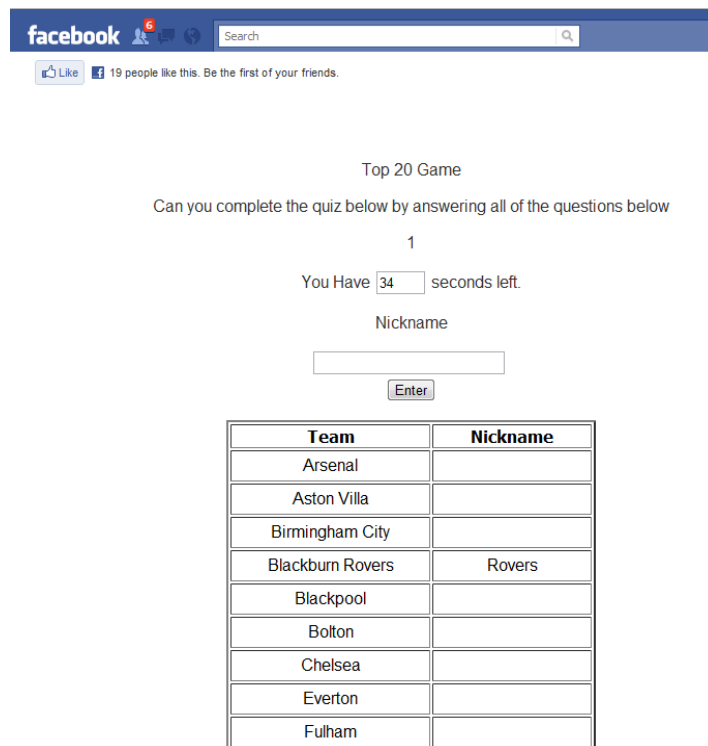 facebook 6 Search
Like 19 people like this. Be the first of your friends.
Top 20 Game
Can you complete the quiz below by answering all of the questions below
1
You Have 34 seconds left.
Nickname
Enter
Team Nickname
Arsenal
Aston Villa
Birmingham City
Blackburn Rovers Rovers
Blackpool
Bolton
Chelsea
Everton
Fulham